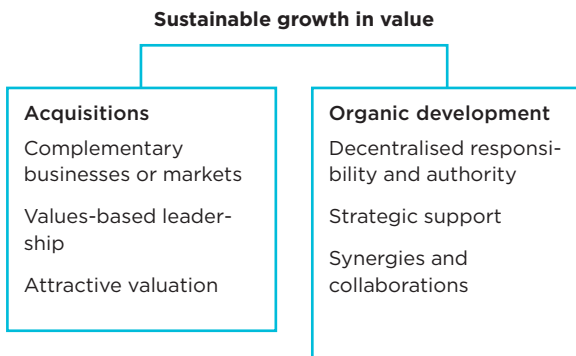 Sustainable growth in value
Acquisitions
Complementary
businesses or markets
Values-based leader-
ship
Attractive valuation
Organic development
Decentralised responsi-
bility and authority
Strategic support
Synergies and
collaborations